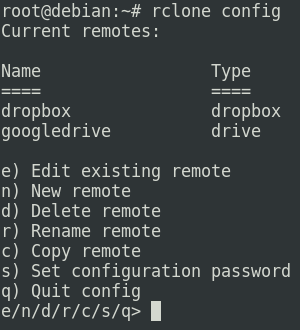 root@debian:~# rclone config
Current remotes:
Name                 Type
====                 ====
dropbox              dropbox
googledrive          drive
e) Edit existing remote
n) New remote
d) Delete remote
r) Rename remote
c) Copy remote
s) Set configuration password
q) Quit config
e/n/d/r/c/s/q>